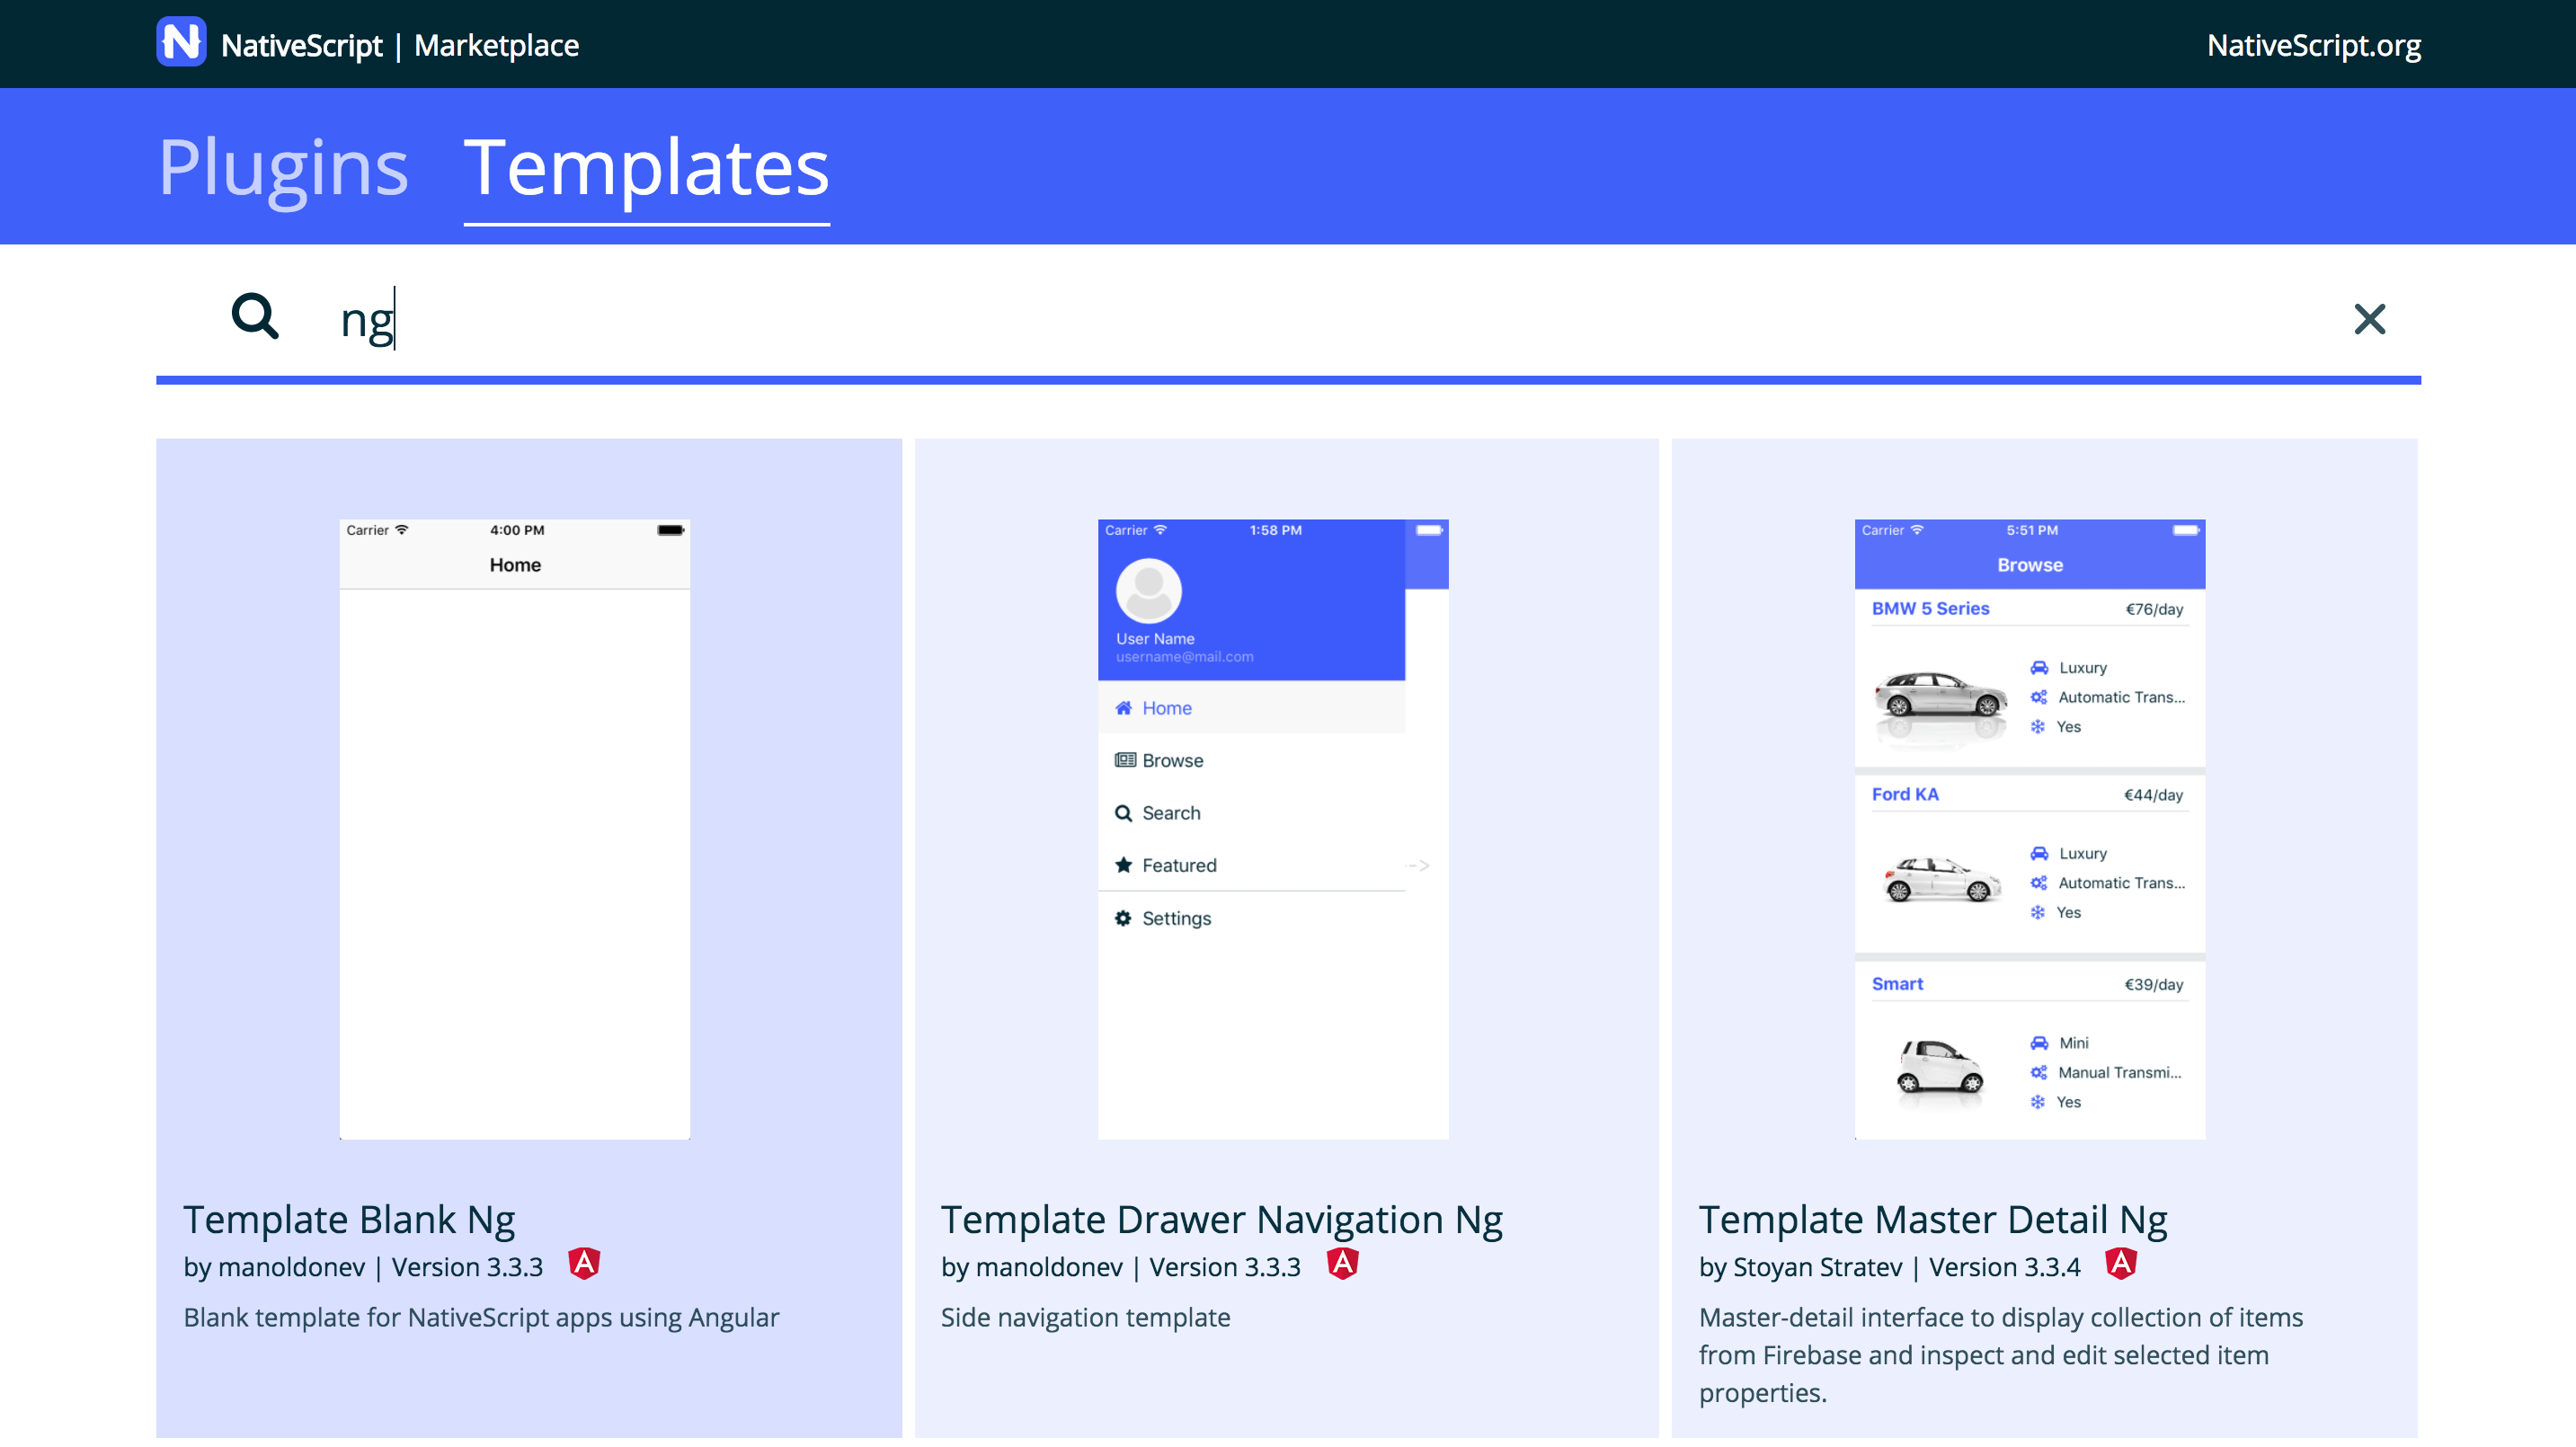 NativeScript | Marketplace
NativeScript.org
Plugins
Templates
ng
Carrier
4:00 PM
Home
Template Blank Ng
by manoldonev | Version 3.3.3
Blank template for NativeScript apps using Angular
Carrier
1:58 PM
User Name
username@mail.com
Home
Browse
Search
Featured
-->
Settings
Template Drawer Navigation Ng
by manoldonev | Version 3.3.3
Side navigation template
Carrier
5:51 PM
Browse
BMW 5 Series
€76/day
Luxury
Automatic Trans...
Yes
Ford KA
€44/day
Luxury
Automatic Trans...
Yes
Smart
€39/day
Mini
Manual Transmi...
Yes
Template Master Detail Ng
by Stoyan Stratev | Version 3.3.4
Master-detail interface to display collection of items
from Firebase and inspect and edit selected item
properties.